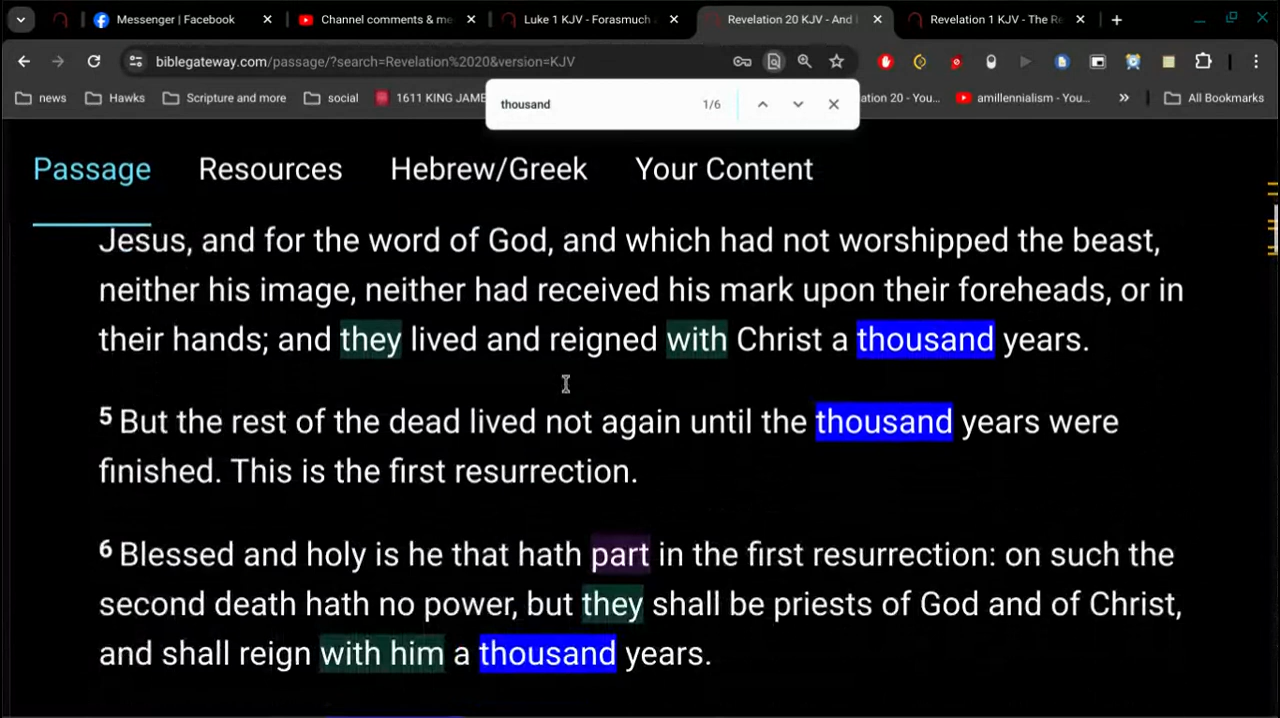 Messenger | Facebook
Channel comments & me
Luke 1 KJV - Forasmuch
Revelation 20 KJV - And
Revelation 1 KJV - The Re
biblegateway.com/passage/?search=Revelation%2020&version=KJV
news
Hawks
Scripture and more
social
1611 KING JAME
ation 20 - You...
amillennialism - You...
All Bookmarks
thousand 1/6
Passage Resources Hebrew/Greek Your Content
Jesus, and for the word of God, and which had not worshipped the beast,
neither his image, neither had received his mark upon their foreheads, or in
their hands; and they lived and reigned with Christ a thousand years.
5 But the rest of the dead lived not again until the thousand years were
finished. This is the first resurrection.
6 Blessed and holy is he that hath part in the first resurrection: on such the
second death hath no power, but they shall be priests of God and of Christ,
and shall reign with him a thousand years.